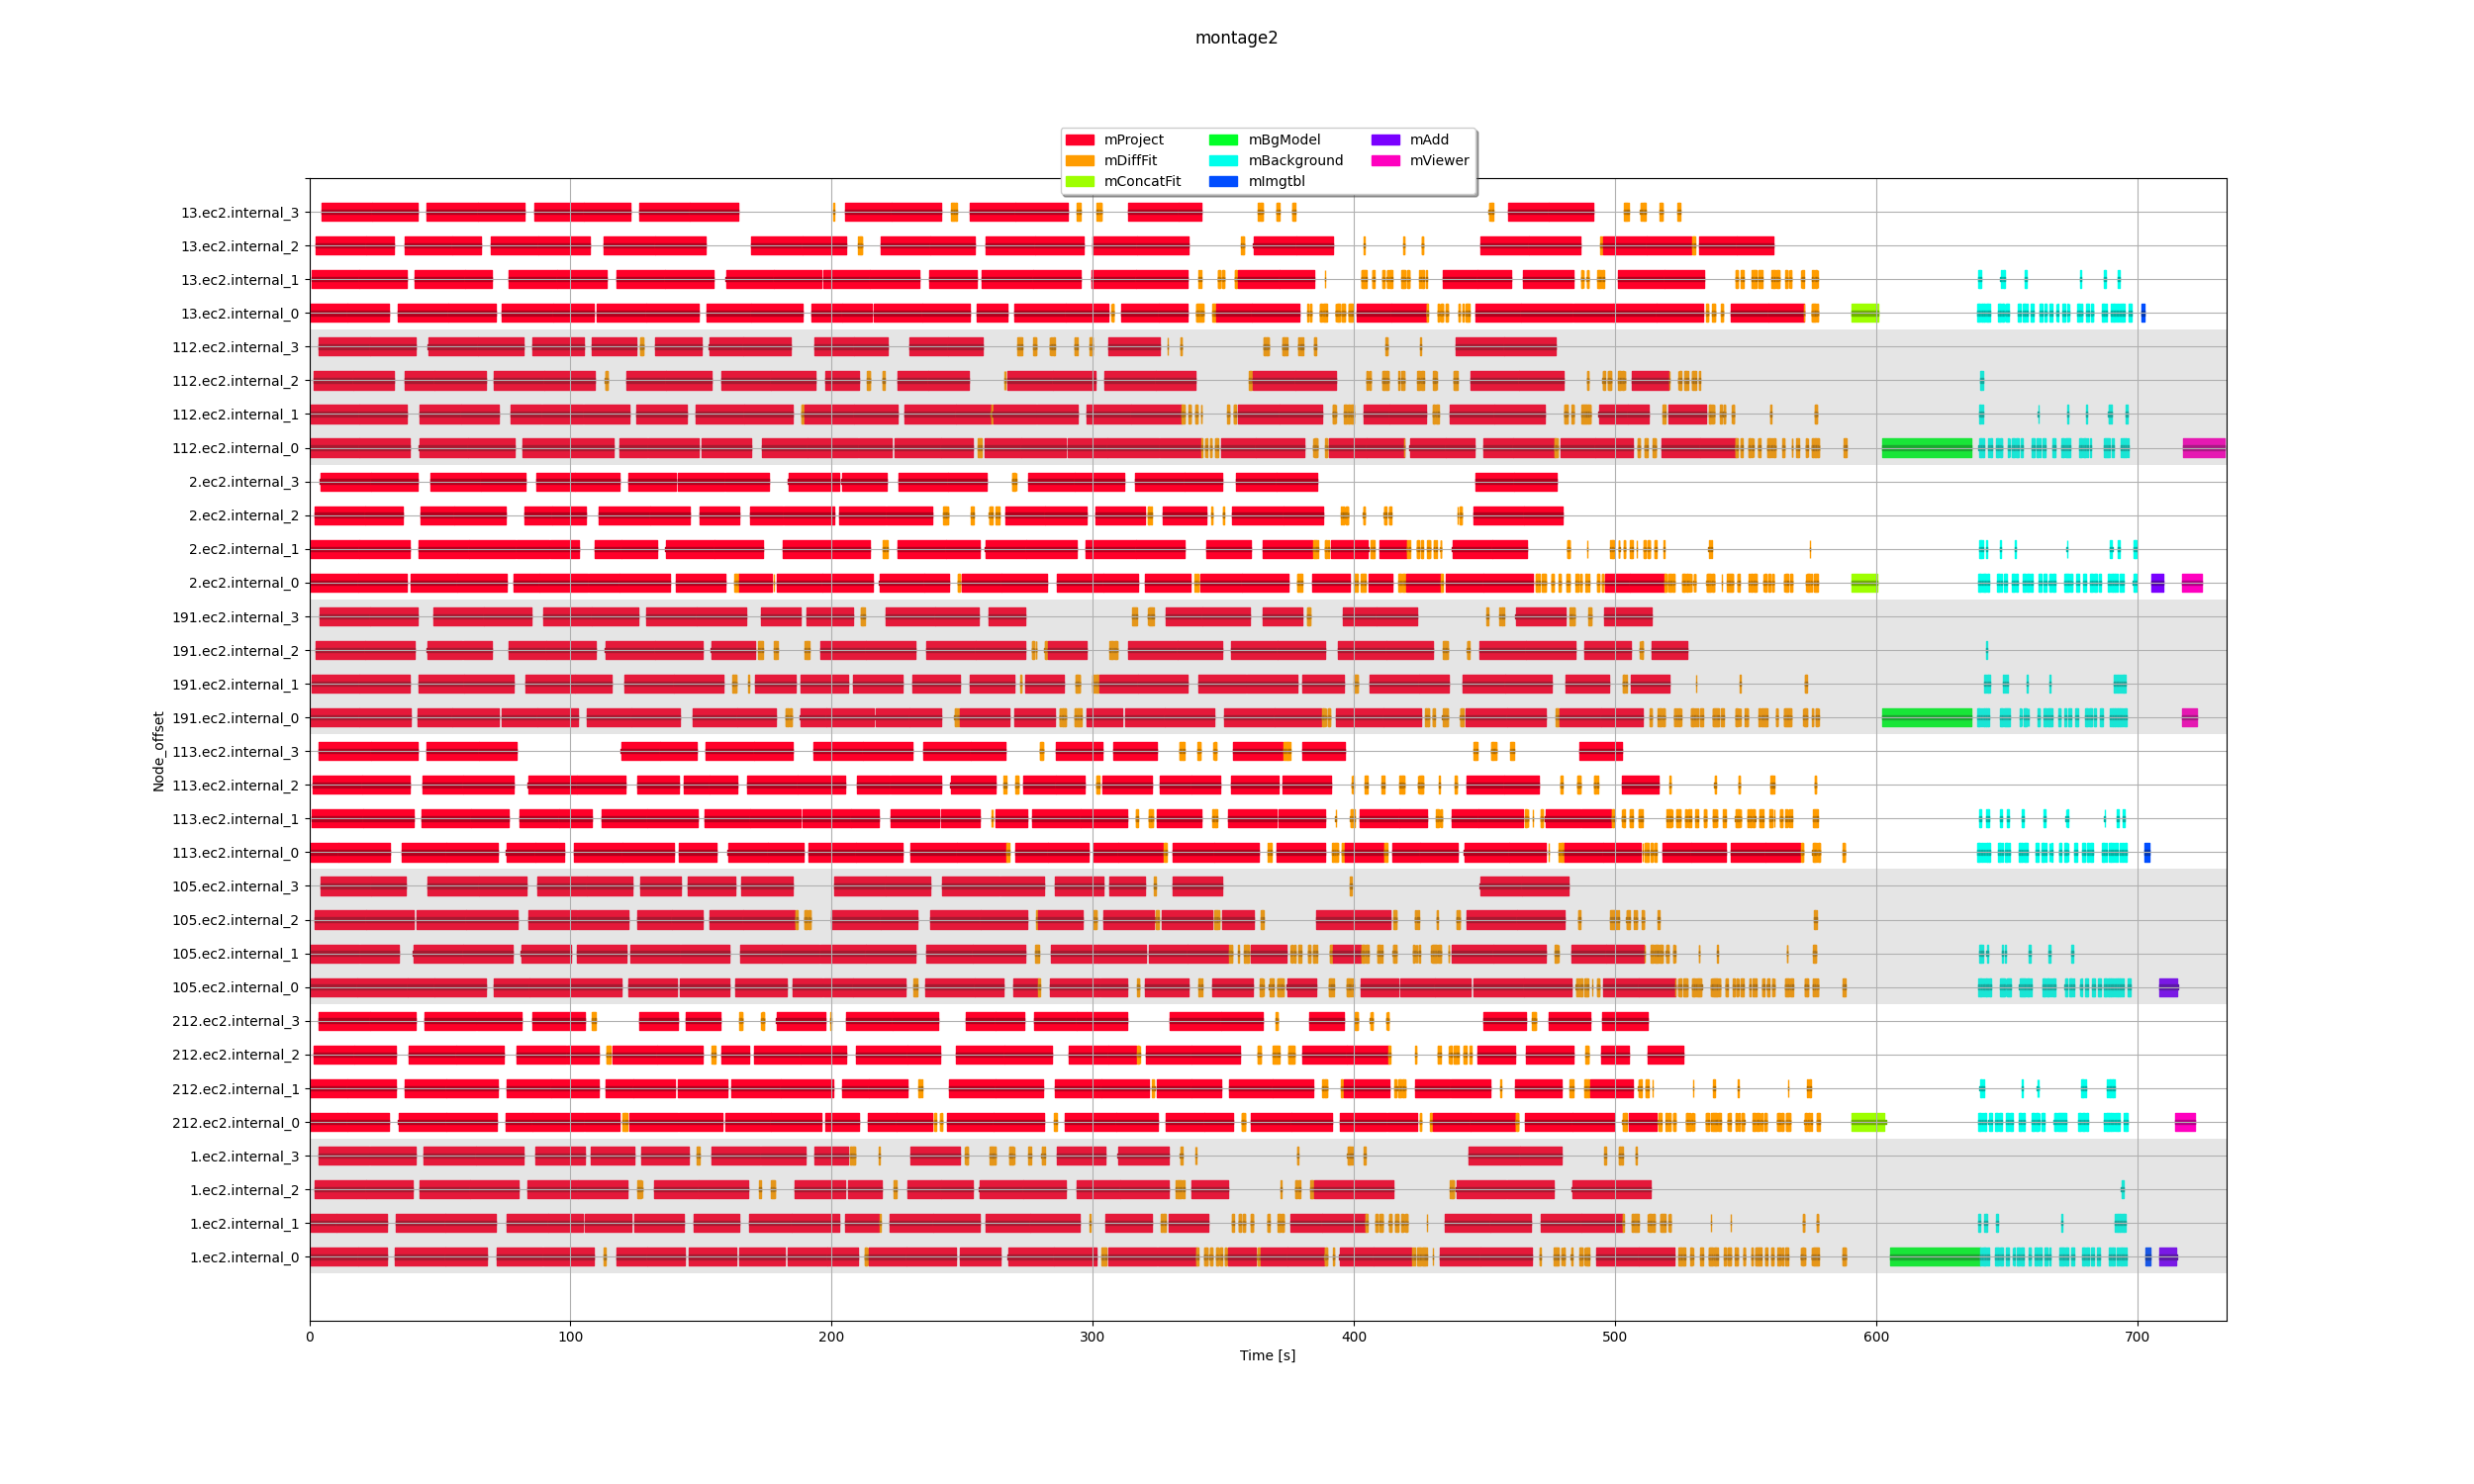 montage2
mProject mBgModel mAdd
mDiffFit mBackground mViewer
mConcatFit mImgtbl
13.ec2.internal_3
13.ec2.internal_2
13.ec2.internal_1
13.ec2.internal_0
112.ec2.internal_3
112.ec2.internal_2
112.ec2.internal_1
112.ec2.internal_0
2.ec2.internal_3
2.ec2.internal_2
2.ec2.internal_1
2.ec2.internal_0
191.ec2.internal_3
191.ec2.internal_2
191.ec2.internal_1
191.ec2.internal_0
113.ec2.internal_3
113.ec2.internal_2
113.ec2.internal_1
113.ec2.internal_0
105.ec2.internal_3
105.ec2.internal_2
105.ec2.internal_1
105.ec2.internal_0
212.ec2.internal_3
212.ec2.internal_2
212.ec2.internal_1
212.ec2.internal_0
1.ec2.internal_3
1.ec2.internal_2
1.ec2.internal_1
1.ec2.internal_0
Node_offset
0 100 200 300 400 500 600 700
Time [s]